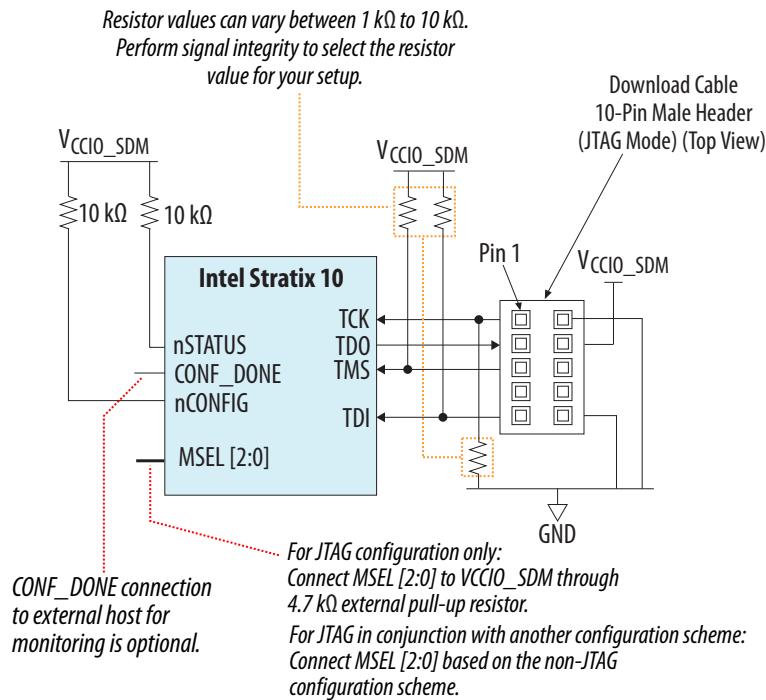 Resistor values can vary between 1 kΩ to 10 kΩ.
Perform signal integrity to select the resistor
value for your setup.
Download Cable
10-Pin Male Header
(JTAG Mode) (Top View)
VCCIO_SDM
VCCIO_SDM
10 kΩ
10 kΩ
Pin 1
VCCIO_SDM
Intel Stratix 10
TCK
nSTATUS
TDO
CONF_DONE
TMS
nCONFIG
TDI
MSEL [2:0]
GND
For JTAG configuration only:
Connect MSEL [2:0] to VCCIO_SDM through
4.7 kΩ external pull-up resistor.
For JTAG in conjunction with another configuration scheme:
Connect MSEL [2:0] based on the non-JTAG
configuration scheme.
CONF_DONE connection
to external host for
monitoring is optional.